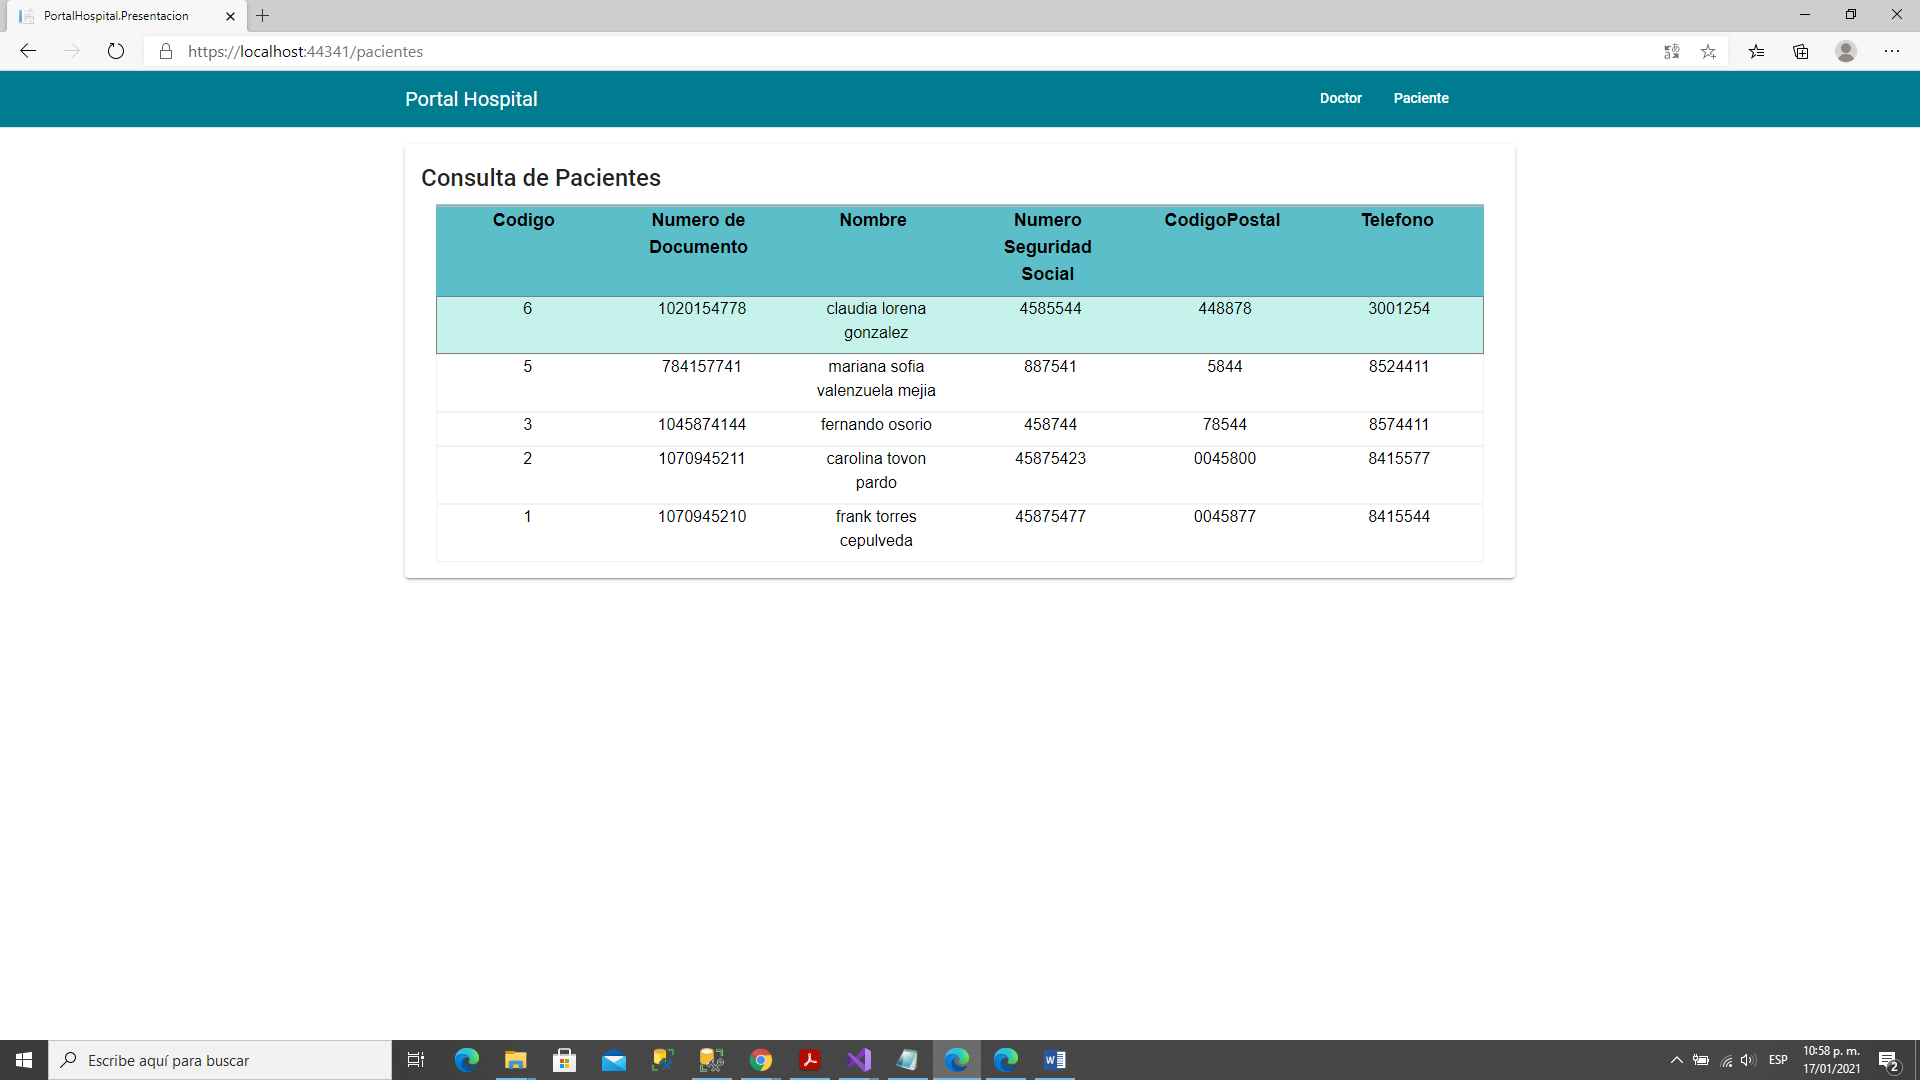 PortalHospital.Presentacion
https://localhost:44341/pacientes
Portal Hospital Doctor Paciente
Consulta de Pacientes
Codigo Numero de Documento Nombre Numero Seguridad Social CodigoPostal Telefono
6 1020154778 claudia lorena gonzalez 4585544 448878 3001254
5 784157741 mariana sofia valenzuela mejia 887541 5844 8524411
3 1045874144 fernando osorio 458744 78544 8574411
2 1070945211 carolina tovon pardo 45875423 0045800 8415577
1 1070945210 frank torres cepulveda 45875477 0045877 8415544
Escribe aquí para buscar
ESP
10:58 p. m.
17/01/2021
2